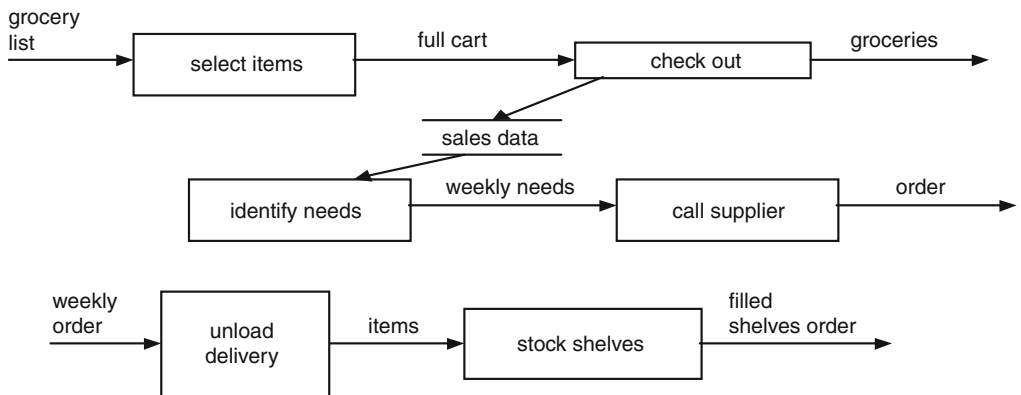 grocery
list
select items
full cart
check out
groceries
sales data
identify needs
weekly needs
call supplier
order
weekly
order
unload
delivery
items
stock shelves
filled
shelves order